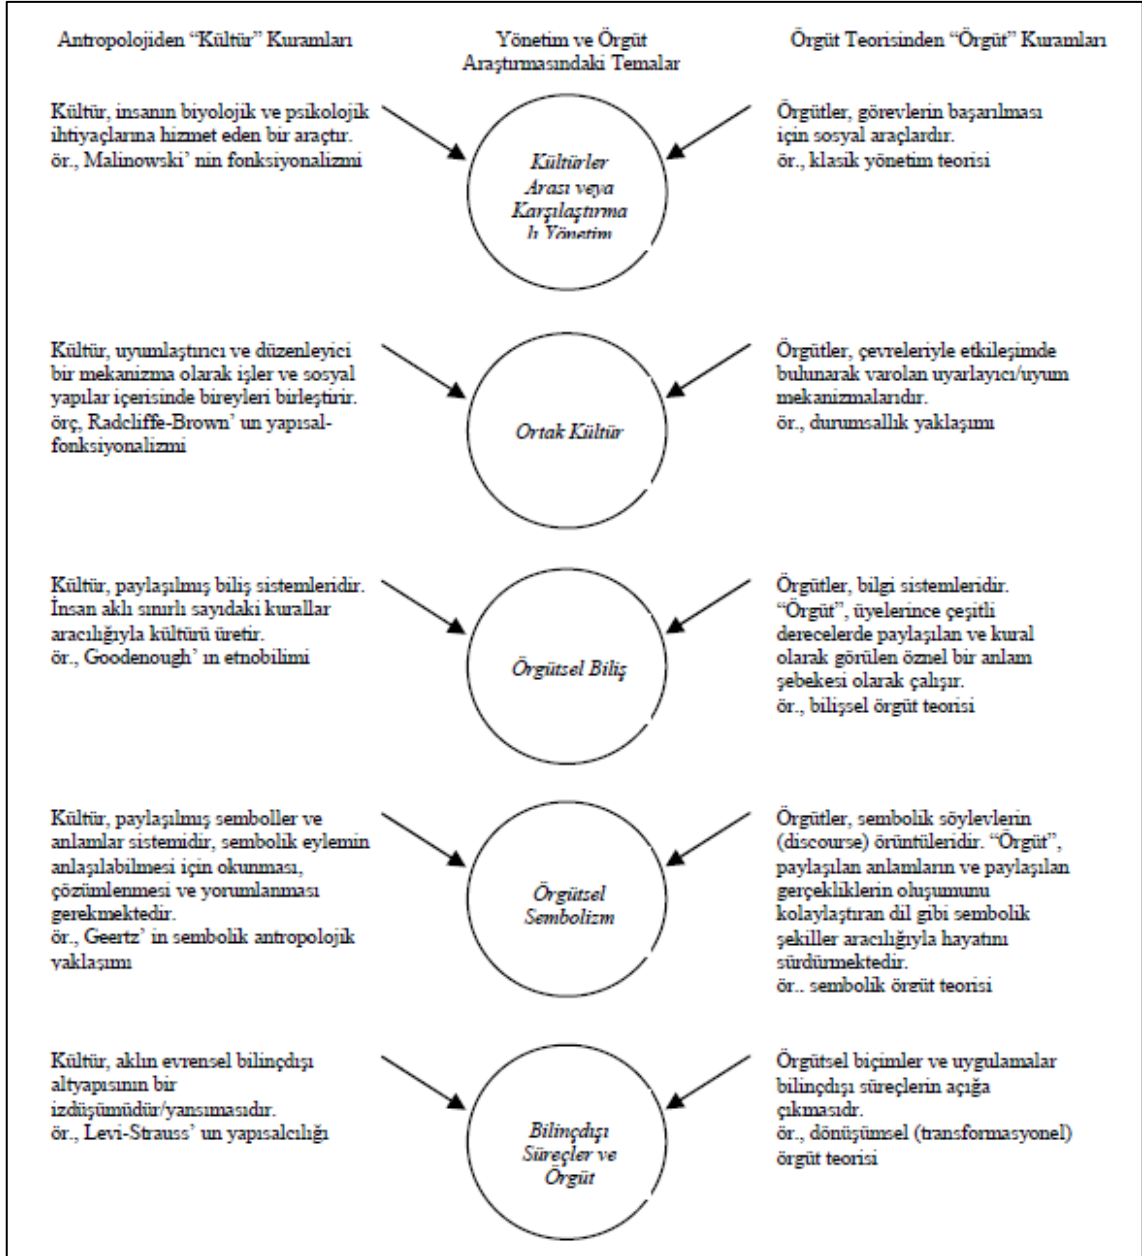 Antropolojiden “Kültür” Kuramları
Yönetim ve Örgüt
Araştırmasındaki Temalar
Örgüt Teorisinden “Örgüt” Kuramları
Kültür, insanın biyolojik ve psikolojik
ihtiyaçlarına hizmet eden bir araçtır.
ör., Malinowski’ nin fonksiyonalizmi
Kültürler
Arası veya
Karşılaştırma
lı Yönetim
Örgütler, görevlerin başarılması
için sosyal araçlardır.
ör., klasik yönetim teorisi
Kültür, uyumlaştırıcı ve düzenleyici
bir mekanizma olarak işler ve sosyal
yapılar içerisinde bireyleri birleştirir.
örç, Radcliffe-Brown’ un yapısal-
fonksiyonalizmi
Ortak Kültür
Örgütler, çevreleriyle etkileşimde
bulunarak varolan uyarlayıcı/uyum
mekanizmalarıdır.
ör., durumsallık yaklaşımı
Kültür, paylaşılmış biliş sistemleridir.
İnsan aklı sınırlı sayıdaki kurallar
aracılığıyla kültürü üretir.
ör., Goodenough’ ın etnobilimi
Örgütsel Biliş
Örgütler, bilgi sistemleridir.
“Örgüt”, üyelerince çeşitli
derecelerde paylaşılan ve kural
olarak görülen öznel bir anlam
şebekesi olarak çalışır.
ör., bilişsel örgüt teorisi
Kültür, paylaşılmış semboller ve
anlamlar sistemidir, sembolik eylemin
anlaşılabilmesi için okunması,
çözümlenmesi ve yorumlanması
gerekmektedir.
ör., Geertz’ in sembolik antropolojik
yaklaşımı
Örgütsel
Sembolizm
Örgütler, sembolik söylevlerin
(discourse) örüntüleridir. “Örgüt”,
paylaşılan anlamların ve paylaşılan
gerçekliklerin oluşumunu
kolaylaştıran dil gibi sembolik
şekiller aracılığıyla hayatını
sürdürmektedir.
ör., sembolik örgüt teorisi
Kültür, aklın evrensel bilinçdışı
altyapısının bir
izdüşümüdür/yansımasıdır.
ör., Levi-Strauss’ un yapısalcılığı
Bilinçdışı
Süreçler ve
Örgüt
Örgütsel biçimler ve uygulamalar
bilinçdışı süreçlerin açığa
çıkmasıdr.
ör., dönüşümsel (transformasyonel)
örgüt teorisi